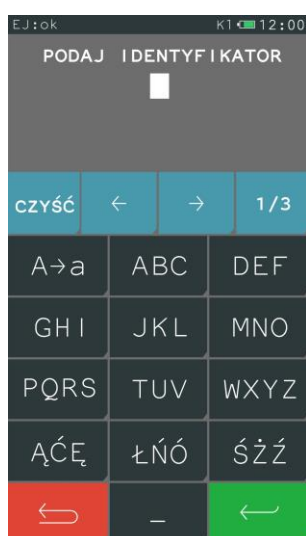 EJ:ok K1 12:00
PODAJ IDENTYFIKATOR
CZYŚĆ ← → 1/3
A→a ABC DEF
GHI JKL MNO
PQRS TUV WXYZ
ĄĆĘ ŁŃÓ ŚŻŹ
_